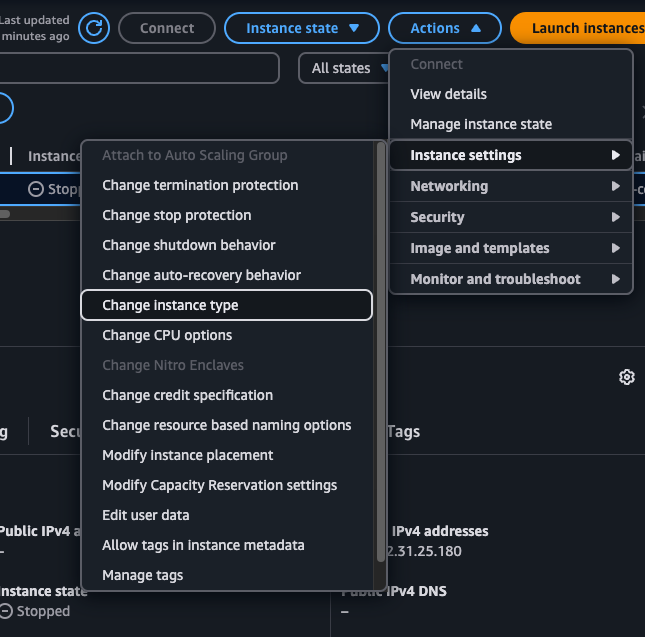 Last updated
minutes ago
Connect
Instance state
Actions
Launch instances
All states
Connect
View details
Manage instance state
Instance settings
Networking
Security
Image and templates
Monitor and troubleshoot
Instance
Stopp
Attach to Auto Scaling Group
Change termination protection
Change stop protection
Change shutdown behavior
Change auto-recovery behavior
Change instance type
Change CPU options
Change Nitro Enclaves
Change credit specification
Change resource based naming options
Modify instance placement
Modify Capacity Reservation settings
Edit user data
Allow tags in instance metadata
Manage tags
g
Secu
Tags
Public IPv4 a
–
IPv4 addresses
2.31.25.180
Instance state
Stopped
Public IPv4 DNS
–